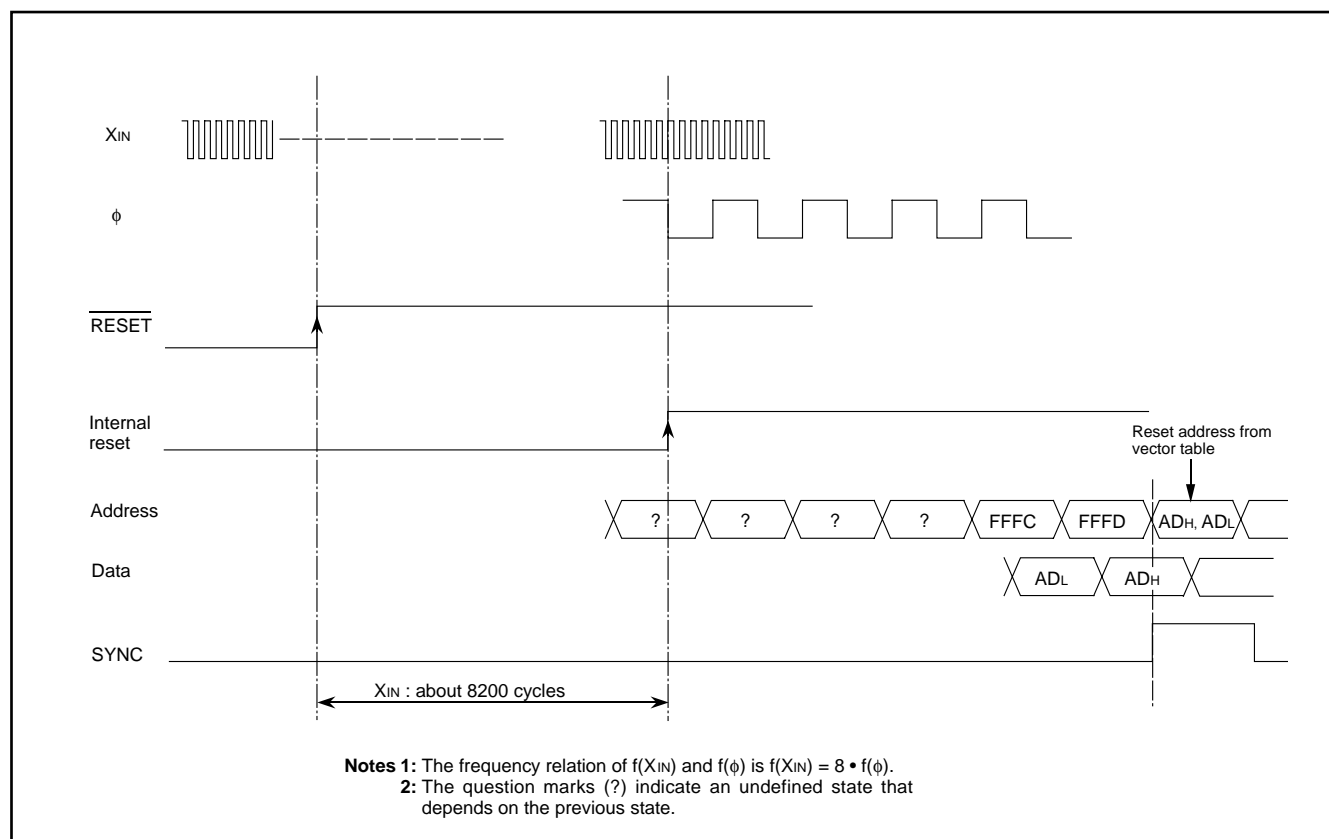 XIN
ϕ
RESET
Internal
reset
Reset address from
vector table
Address
? ? ? ? FFFC FFFD ADH, ADL
Data
ADL ADH
SYNC
XIN : about 8200 cycles
Notes 1: The frequency relation of f(XIN) and f(ϕ) is f(XIN) = 8 • f(ϕ).
2: The question marks (?) indicate an undefined state that
depends on the previous state.